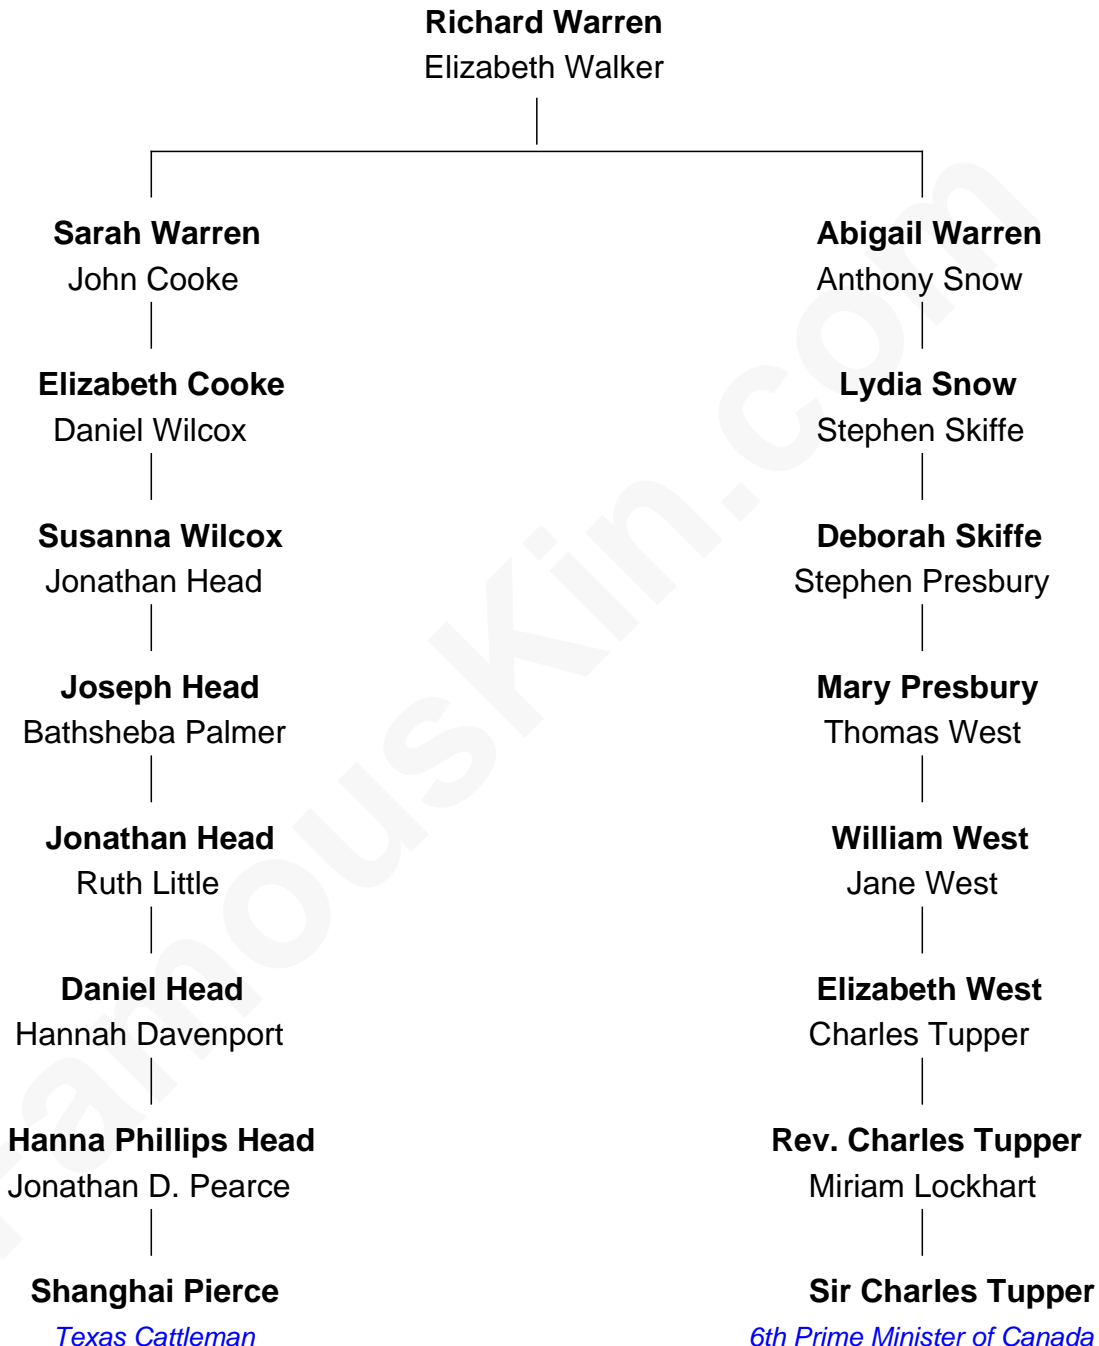 Richard Warren
Elizabeth Walker
Sarah Warren
John Cooke
Abigail Warren
Anthony Snow
Elizabeth Cooke
Daniel Wilcox
Lydia Snow
Stephen Skiffe
Susanna Wilcox
Jonathan Head
Deborah Skiffe
Stephen Presbury
Joseph Head
Bathsheba Palmer
Mary Presbury
Thomas West
Jonathan Head
Ruth Little
William West
Jane West
Daniel Head
Hannah Davenport
Elizabeth West
Charles Tupper
Hanna Phillips Head
Jonathan D. Pearce
Rev. Charles Tupper
Miriam Lockhart
Shanghai Pierce
Texas Cattleman
Sir Charles Tupper
6th Prime Minister of Canada
FamousKin.com